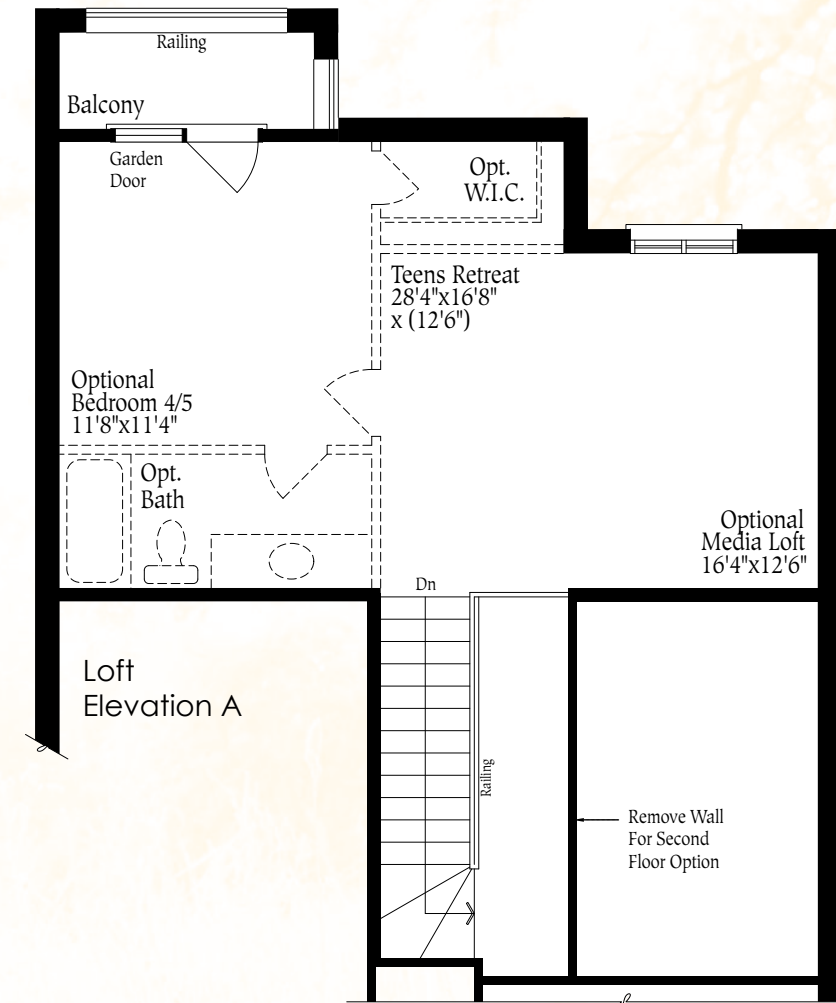 Railing
Balcony
Garden
Door
Opt.
W.I.C.
Teens Retreat
28'4"x16'8"
x (12'6")
Optional
Bedroom 4/5
11'8"x11'4"
Opt.
Bath
Optional
Media Loft
16'4"x12'6"
Dn
Loft
Elevation A
Railing
Remove Wall
For Second
Floor Option